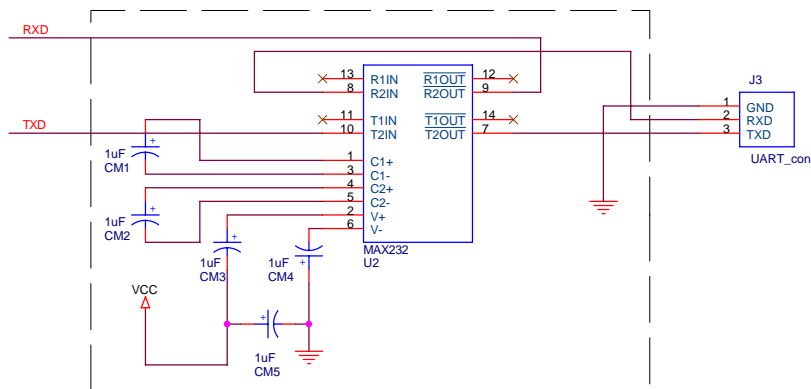 RXD
13 R1IN R1OUT 12
8 R2IN R2OUT 9
J3
11 T1IN T1OUT 14
10 T2IN T2OUT 7
TXD
1 GND
2 RXD
3 TXD
UART_con
1 C1+
3 C1-
4 C2+
5 C2-
2 V+
6 V-
MAX232
U2
+
1uF
CM1
+
1uF
CM2
+
1uF
CM3
1uF
+
CM4
VCC
+
1uF
CM5